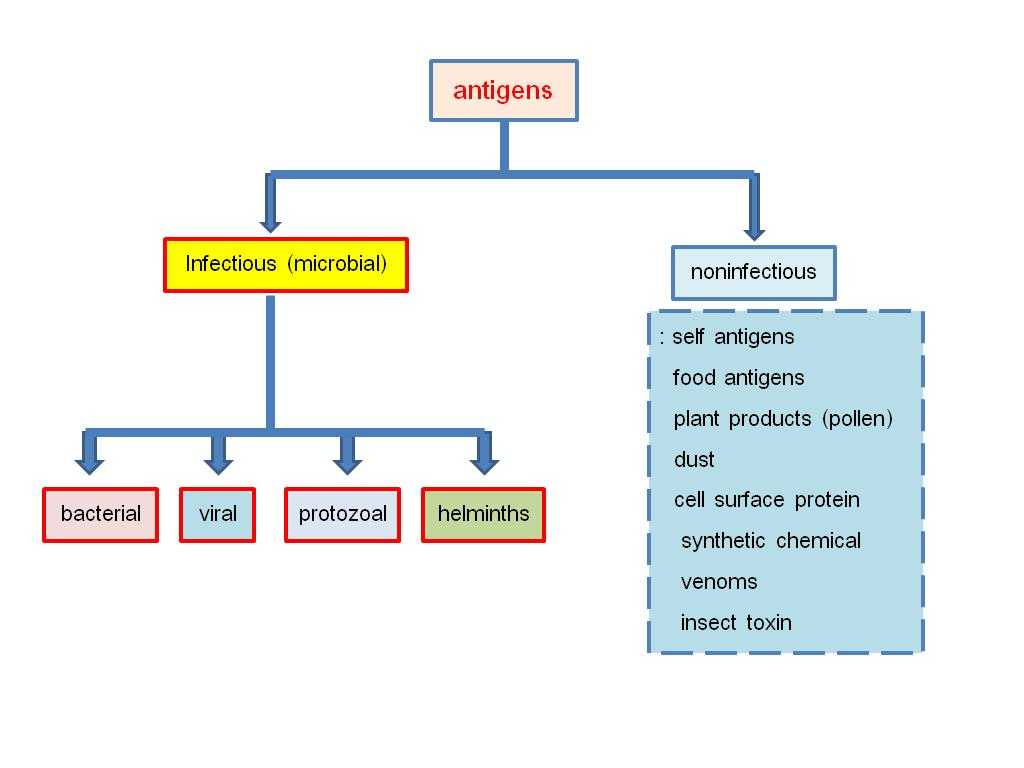 antigens
Infectious (microbial)
noninfectious
: self antigens
food antigens
plant products (pollen)
dust
cell surface protein
synthetic chemical
venoms
insect toxin
bacterial
viral
protozoal
helminths